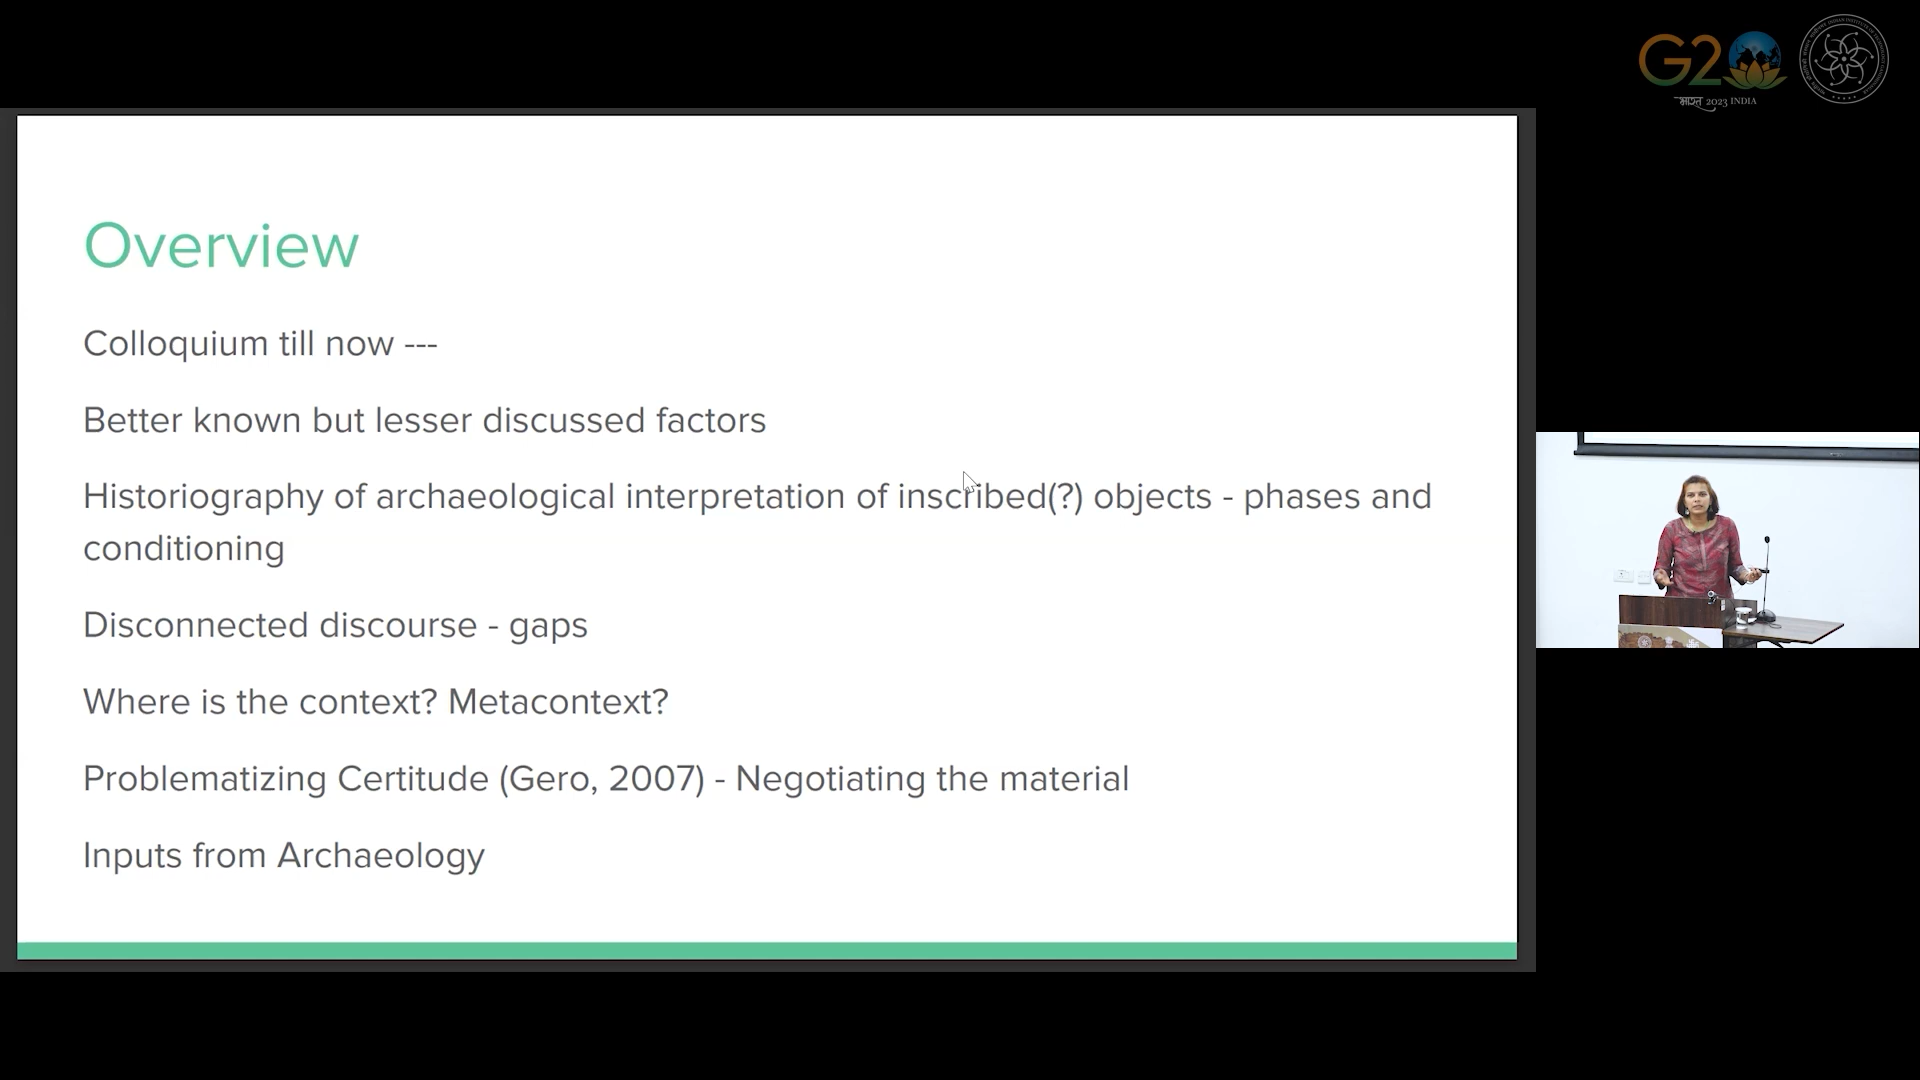 G20
भारत 2023 INDIA
Overview
Colloquium till now ---
Better known but lesser discussed factors
Historiography of archaeological interpretation of inscribed(?) objects - phases and
conditioning
Disconnected discourse - gaps
Where is the context? Metacontext?
Problematizing Certitude (Gero, 2007) - Negotiating the material
Inputs from Archaeology